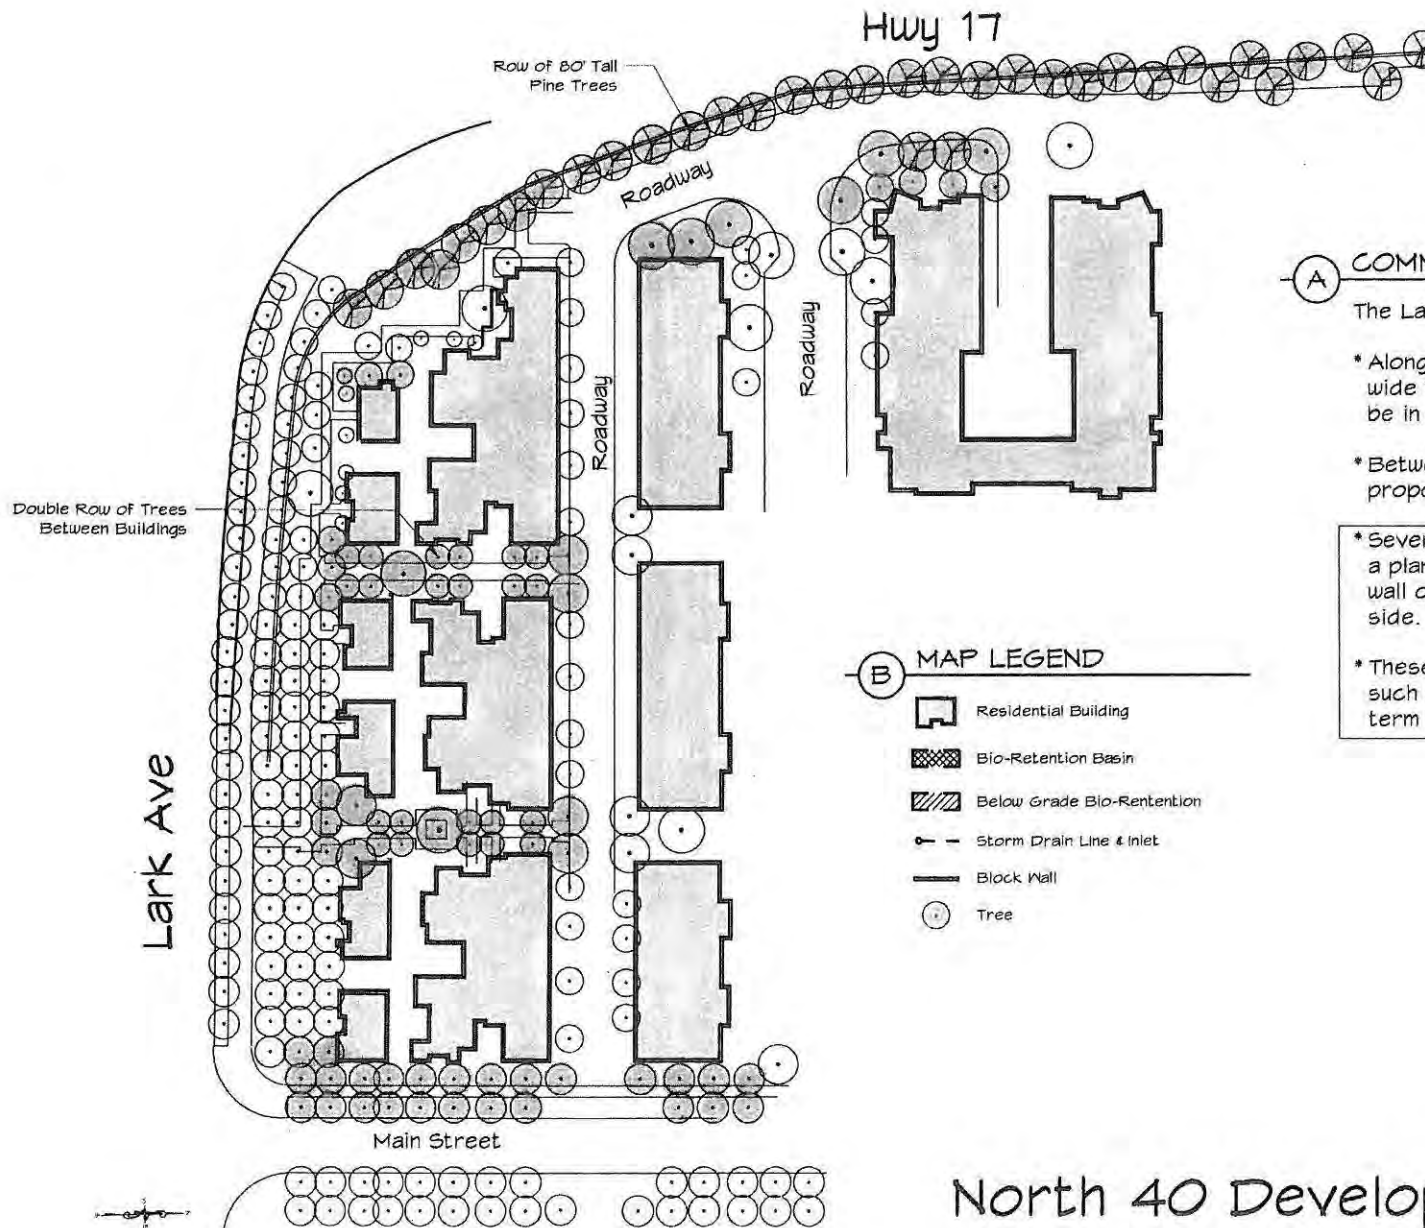 Hwy 17
Row of 80' Tall
Pine Trees
Roadway
Roadway
Roadway
Double Row of Trees
Between Buildings
Lark Ave
Main Street
A
The La
* Along
wide
be in
* Betw
propo
* Sever
a plan
wall o
side.
* These
such
term
B MAP LEGEND
Residential Building
Bio-Retention Basin
Below Grade Bio-Rentention
Storm Drain Line & Inlet
Block Wall
Tree
North 40 Develo